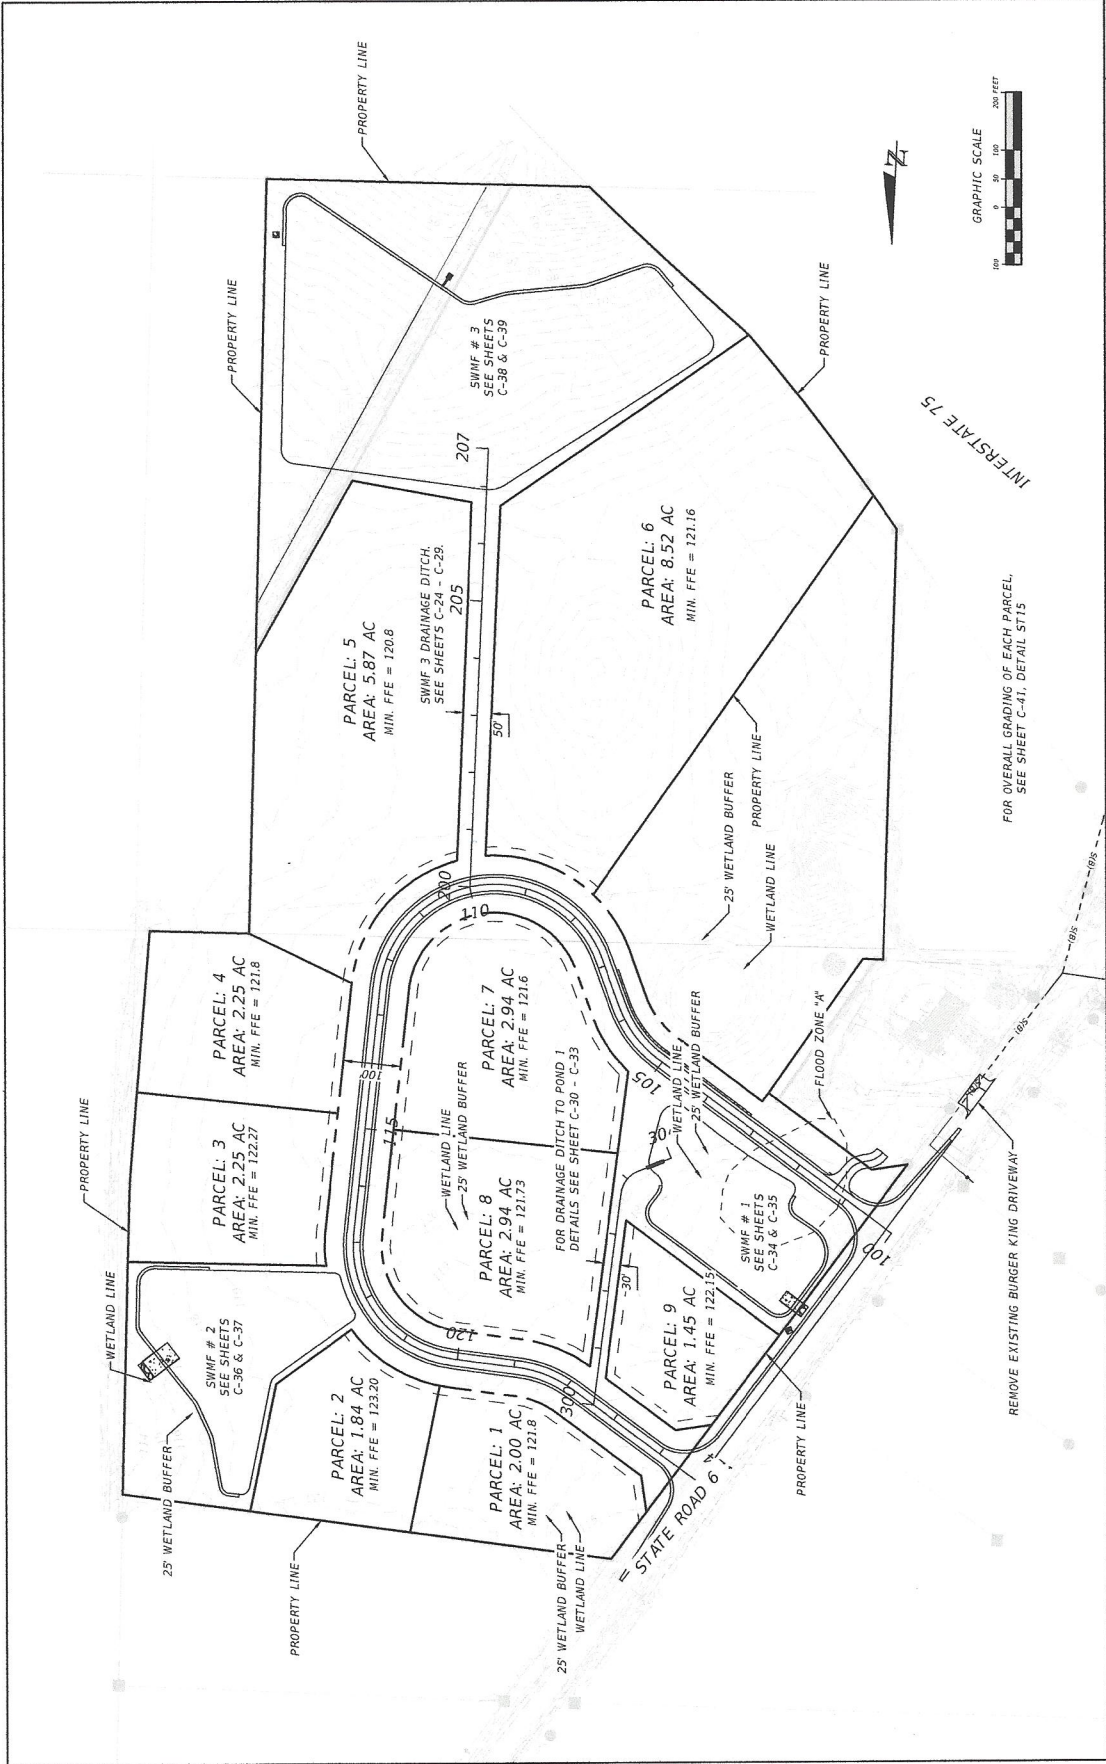 PROPERTY LINE
PROPERTY LINE
PROPERTY LINE
PROPERTY LINE
WETLAND LINE
25' WETLAND BUFFER
PROPERTY LINE
SWMF # 2
SEE SHEETS
C-36 & C-37
PARCEL: 3
AREA: 2.25 AC
MIN. FFE = 122.27
PARCEL: 4
AREA: 2.25 AC
MIN. FFE = 121.8
PARCEL: 5
AREA: 5.87 AC
MIN. FFE = 120.8
SWMF 3 DRAINAGE DITCH.
SEE SHEETS C-24 - C-29.
205
207
SWMF # 3
SEE SHEETS
C-38 & C-39
PARCEL: 2
AREA: 1.84 AC
MIN. FFE = 123.20
PARCEL: 1
AREA: 2.00 AC
MIN. FFE = 121.8
25' WETLAND BUFFER
WETLAND LINE
100'
115
120
110
200
50'
WETLAND LINE
25' WETLAND BUFFER
PARCEL: 8
AREA: 2.94 AC
MIN. FFE = 121.73
PARCEL: 7
AREA: 2.94 AC
MIN. FFE = 121.6
FOR DRAINAGE DITCH TO POND 1
DETAILS SEE SHEET C-30 - C-33
300
30'
30'
105
PARCEL: 6
AREA: 8.52 AC
MIN. FFE = 121.16
PARCEL: 9
AREA: 1.45 AC
MIN. FFE = 122.15
SWMF # 1
SEE SHEETS
C-34 & C-35
WETLAND LINE
25' WETLAND BUFFER
25' WETLAND BUFFER
PROPERTY LINE
WETLAND LINE
FLOOD ZONE "A"
100
STATE ROAD 6
PROPERTY LINE
PROPERTY LINE
INTERSTATE 75
REMOVE EXISTING BURGER KING DRIVEWAY
FOR OVERALL GRADING OF EACH PARCEL,
SEE SHEET C-41, DETAIL ST15
S(B)
S(B)
S(B)
N
GRAPHIC SCALE
100 0 50 100 200 FEET